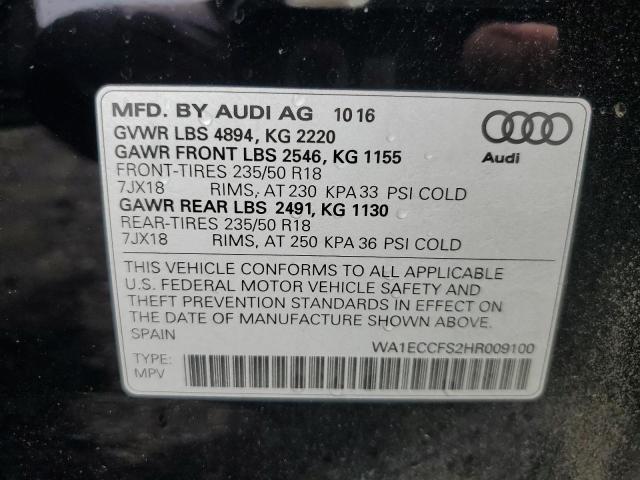 MFD. BY AUDI AG 10 16
GVWR LBS 4894, KG 2220
GAWR FRONT LBS 2546, KG 1155
FRONT-TIRES 235/50 R18
7JX18 RIMS, AT 230 KPA 33 PSI COLD
GAWR REAR LBS 2491, KG 1130
REAR-TIRES 235/50 R18
7JX18 RIMS, AT 250 KPA 36 PSI COLD
Audi
THIS VEHICLE CONFORMS TO ALL APPLICABLE
U.S. FEDERAL MOTOR VEHICLE SAFETY AND
THEFT PREVENTION STANDARDS IN EFFECT ON
THE DATE OF MANUFACTURE SHOWN ABOVE.
SPAIN
WA1ECCFS2HR009100
TYPE:
MPV